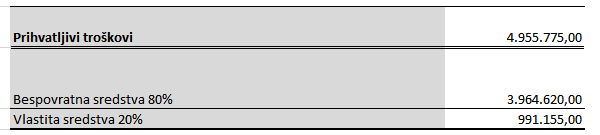 Prihvatljivi troškovi 4.955.775,00
Bespovratna sredstva 80% 3.964.620,00
Vlastita sredstva 20% 991.155,00